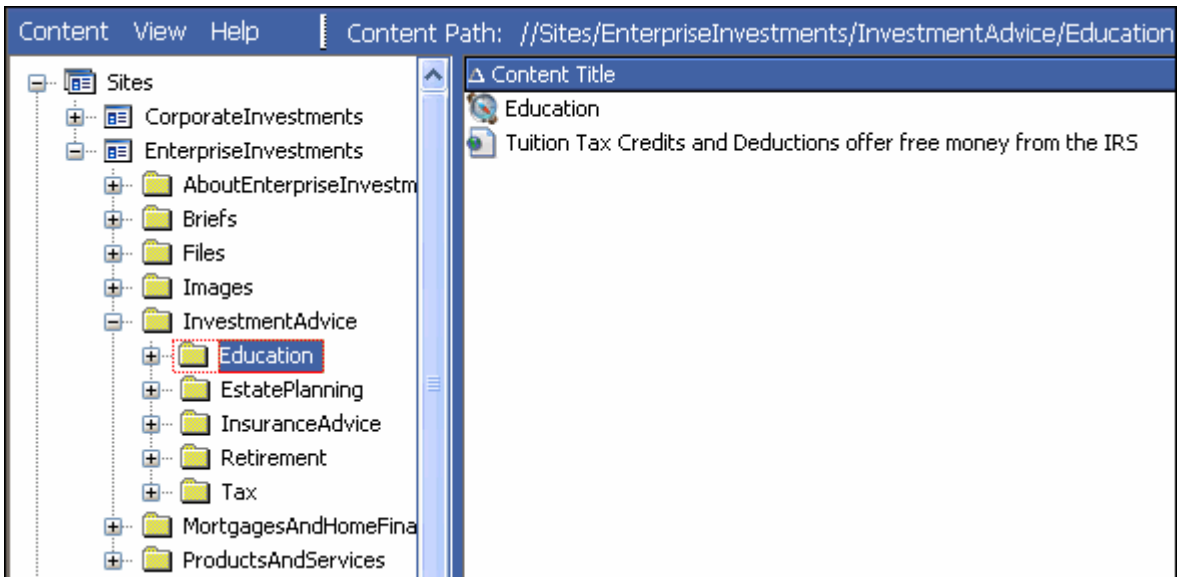 Content View Help Content Path: //Sites/EnterpriseInvestments/InvestmentAdvice/Education
Sites
CorporateInvestments
EnterpriseInvestments
AboutEnterpriseInvestm
Briefs
Files
Images
InvestmentAdvice
Education
EstatePlanning
InsuranceAdvice
Retirement
Tax
MortgagesAndHomeFina
ProductsAndServices
Content Title
Education
Tuition Tax Credits and Deductions offer free money from the IRS